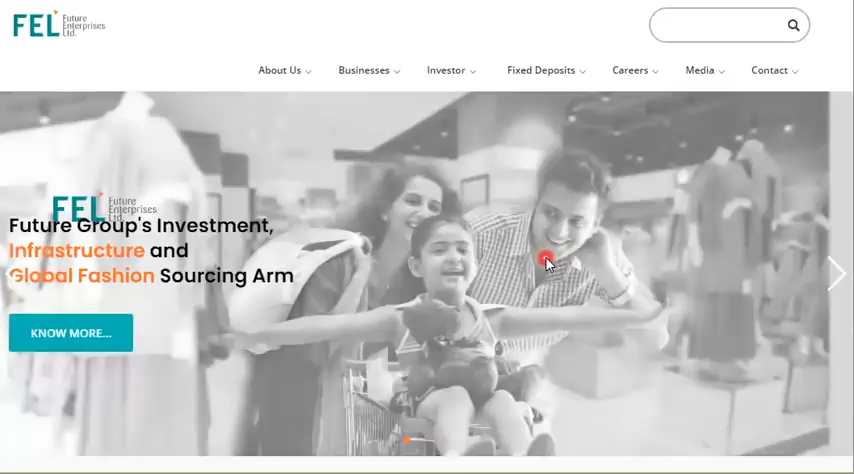 FEL Future
Enterprises
Ltd.
About Us
Businesses
Investor
Fixed Deposits
Careers
Media
Contact
FEL Future
Enterprises
Ltd.
Future Group's Investment,
Infrastructure and
Global Fashion Sourcing Arm
KNOW MORE...